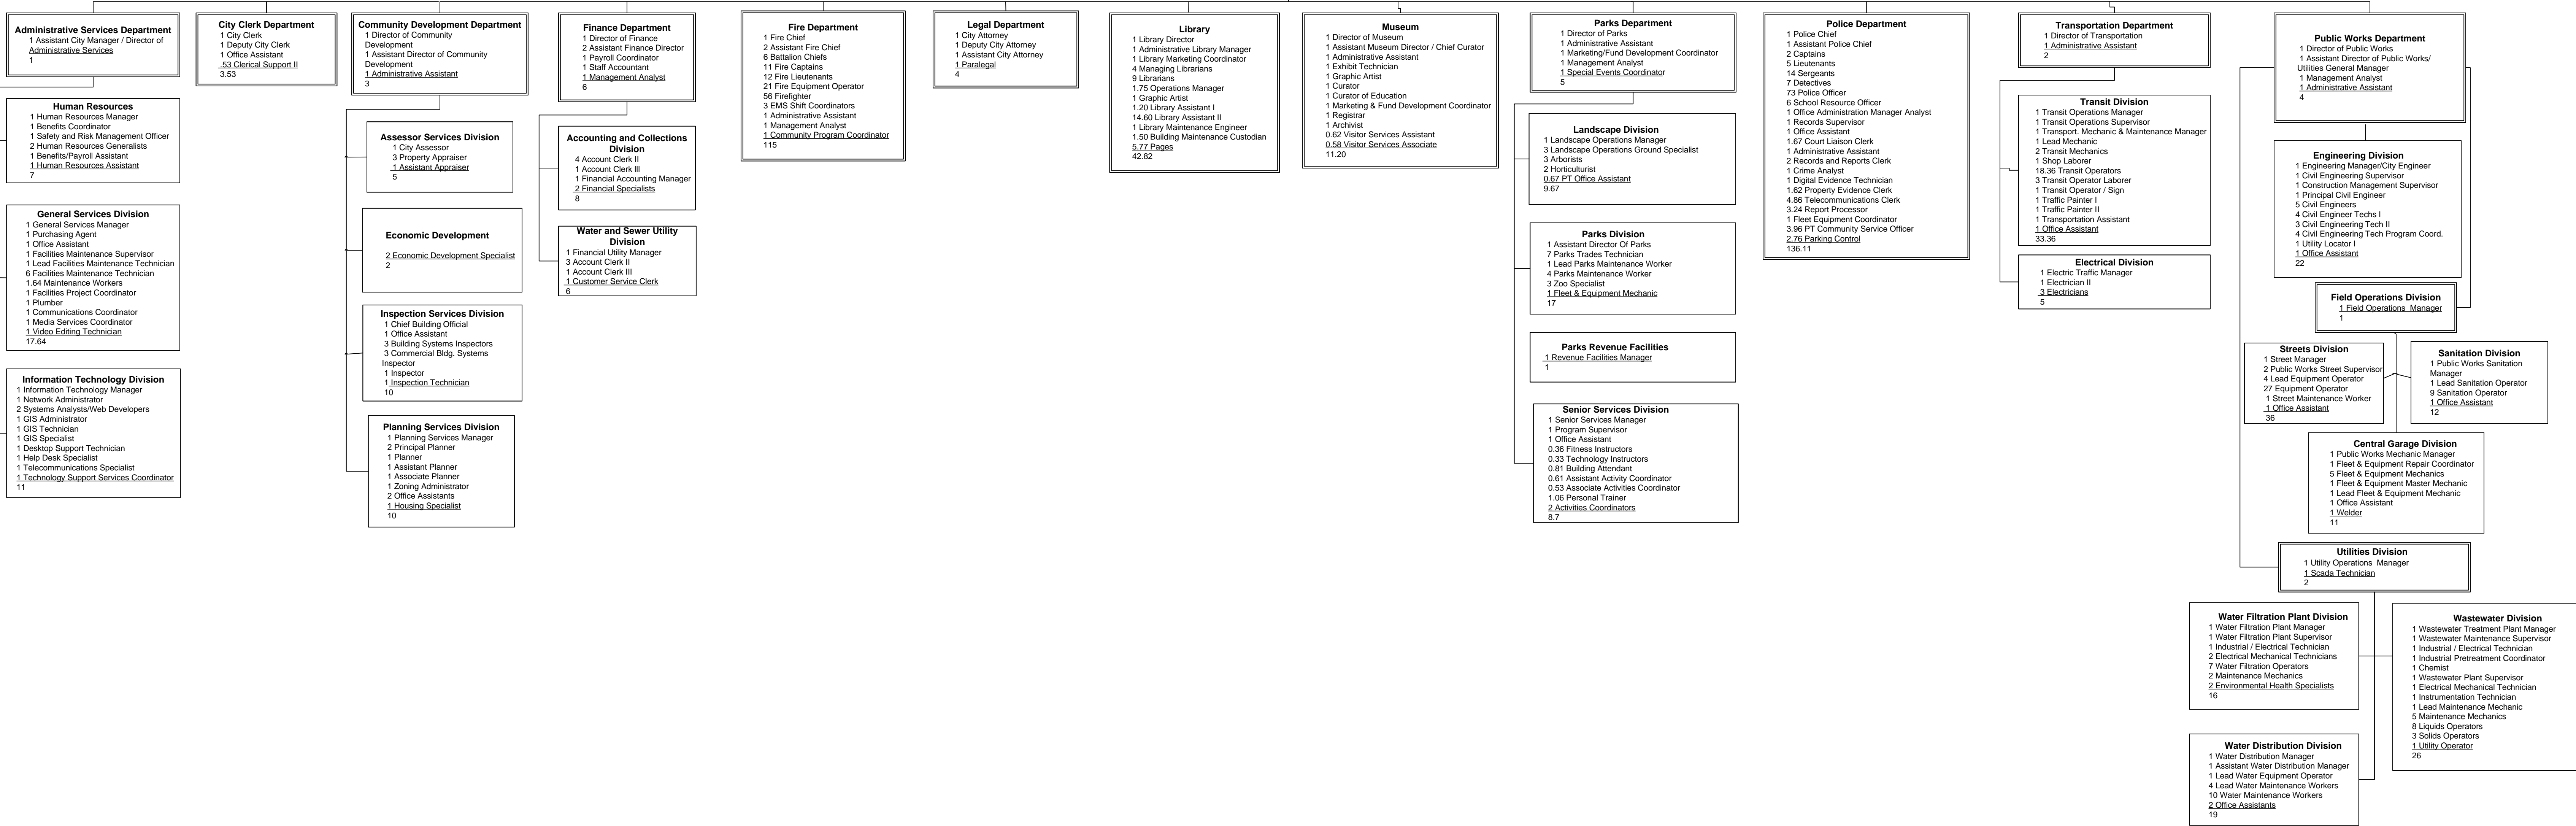 Administrative Services Department
1 Assistant City Manager / Director of
Administrative Services
1
Human Resources
1 Human Resources Manager
1 Benefits Coordinator
1 Safety and Risk Management Officer
2 Human Resources Generalists
1 Benefits/Payroll Assistant
1 Human Resources Assistant
7
General Services Division
1 General Services Manager
1 Purchasing Agent
1 Office Assistant
1 Facilities Maintenance Supervisor
1 Lead Facilities Maintenance Technician
6 Facilities Maintenance Technician
1.64 Maintenance Workers
1 Facilities Project Coordinator
1 Plumber
1 Communications Coordinator
1 Media Services Coordinator
1 Video Editing Technician
17.64
Information Technology Division
1 Information Technology Manager
1 Network Administrator
2 Systems Analysts/Web Developers
1 GIS Administrator
1 GIS Technician
1 GIS Specialist
1 Desktop Support Technician
1 Help Desk Specialist
1 Telecommunications Specialist
1 Technology Support Services Coordinator
11
City Clerk Department
1 City Clerk
1 Deputy City Clerk
1 Office Assistant
.53 Clerical Support II
3.53
Community Development Department
1 Director of Community
Development
1 Assistant Director of Community
Development
1 Administrative Assistant
3
Assessor Services Division
1 City Assessor
3 Property Appraiser
1 Assistant Appraiser
5
Economic Development
2 Economic Development Specialist
2
Inspection Services Division
1 Chief Building Official
1 Office Assistant
3 Building Systems Inspectors
3 Commercial Bldg. Systems
Inspector
1 Inspector
1 Inspection Technician
10
Planning Services Division
1 Planning Services Manager
2 Principal Planner
1 Planner
1 Assistant Planner
1 Associate Planner
1 Zoning Administrator
2 Office Assistants
1 Housing Specialist
10
Finance Department
1 Director of Finance
2 Assistant Finance Director
1 Payroll Coordinator
1 Staff Accountant
1 Management Analyst
6
Accounting and Collections
Division
4 Account Clerk II
1 Account Clerk III
1 Financial Accounting Manager
2 Financial Specialists
8
Water and Sewer Utility
Division
1 Financial Utility Manager
3 Account Clerk II
1 Account Clerk III
1 Customer Service Clerk
6
Fire Department
1 Fire Chief
2 Assistant Fire Chief
6 Battalion Chiefs
11 Fire Captains
12 Fire Lieutenants
21 Fire Equipment Operator
56 Firefighter
3 EMS Shift Coordinators
1 Administrative Assistant
1 Management Analyst
1 Community Program Coordinator
115
Legal Department
1 City Attorney
1 Deputy City Attorney
1 Assistant City Attorney
1 Paralegal
4
Library
1 Library Director
1 Administrative Library Manager
1 Library Marketing Coordinator
4 Managing Librarians
9 Librarians
1.75 Operations Manager
1 Graphic Artist
1.20 Library Assistant I
14.60 Library Assistant II
1 Library Maintenance Engineer
1.50 Building Maintenance Custodian
5.77 Pages
42.82
Museum
1 Director of Museum
1 Assistant Museum Director / Chief Curator
1 Administrative Assistant
1 Exhibit Technician
1 Graphic Artist
1 Curator
1 Curator of Education
1 Marketing & Fund Development Coordinator
1 Registrar
1 Archivist
0.62 Visitor Services Assistant
0.58 Visitor Services Associate
11.20
Parks Department
1 Director of Parks
1 Administrative Assistant
1 Marketing/Fund Development Coordinator
1 Management Analyst
1 Special Events Coordinator
5
Landscape Division
1 Landscape Operations Manager
3 Landscape Operations Ground Specialist
3 Arborists
2 Horticulturist
0.67 PT Office Assistant
9.67
Parks Division
1 Assistant Director Of Parks
7 Parks Trades Technician
1 Lead Parks Maintenance Worker
4 Parks Maintenance Worker
3 Zoo Specialist
1 Fleet & Equipment Mechanic
17
Parks Revenue Facilities
1 Revenue Facilities Manager
1
Senior Services Division
1 Senior Services Manager
1 Program Supervisor
1 Office Assistant
0.36 Fitness Instructors
0.33 Technology Instructors
0.81 Building Attendant
0.61 Assistant Activity Coordinator
0.53 Associate Activities Coordinator
1.06 Personal Trainer
2 Activities Coordinators
8.7
Police Department
1 Police Chief
1 Assistant Police Chief
2 Captains
5 Lieutenants
14 Sergeants
7 Detectives
73 Police Officer
6 School Resource Officer
1 Office Administration Manager Analyst
1 Records Supervisor
1 Office Assistant
1.67 Court Liaison Clerk
1 Administrative Assistant
2 Records and Reports Clerk
1 Crime Analyst
1 Digital Evidence Technician
1.62 Property Evidence Clerk
4.86 Telecommunications Clerk
3.24 Report Processor
1 Fleet Equipment Coordinator
3.96 PT Community Service Officer
2.76 Parking Control
136.11
Transportation Department
1 Director of Transportation
1 Administrative Assistant
2
Transit Division
1 Transit Operations Manager
1 Transit Operations Supervisor
1 Transport. Mechanic & Maintenance Manager
1 Lead Mechanic
2 Transit Mechanics
1 Shop Laborer
18.36 Transit Operators
3 Transit Operator Laborer
1 Transit Operator / Sign
1 Traffic Painter I
1 Traffic Painter II
1 Transportation Assistant
1 Office Assistant
33.36
Electrical Division
1 Electric Traffic Manager
1 Electrician II
3 Electricians
5
Public Works Department
1 Director of Public Works
1 Assistant Director of Public Works/
Utilities General Manager
1 Management Analyst
1 Administrative Assistant
4
Engineering Division
1 Engineering Manager/City Engineer
1 Civil Engineering Supervisor
1 Construction Management Supervisor
1 Principal Civil Engineer
5 Civil Engineers
4 Civil Engineer Techs I
3 Civil Engineering Tech II
4 Civil Engineering Tech Program Coord.
1 Utility Locator I
1 Office Assistant
22
Field Operations Division
1 Field Operations Manager
1
Streets Division
1 Street Manager
2 Public Works Street Supervisor
4 Lead Equipment Operator
27 Equipment Operator
1 Street Maintenance Worker
1 Office Assistant
36
Sanitation Division
1 Public Works Sanitation
Manager
1 Lead Sanitation Operator
9 Sanitation Operator
1 Office Assistant
12
Central Garage Division
1 Public Works Mechanic Manager
1 Fleet & Equipment Repair Coordinator
5 Fleet & Equipment Mechanics
1 Fleet & Equipment Master Mechanic
1 Lead Fleet & Equipment Mechanic
1 Office Assistant
1 Welder
11
Utilities Division
1 Utility Operations Manager
1 Scada Technician
2
Water Filtration Plant Division
1 Water Filtration Plant Manager
1 Water Filtration Plant Supervisor
1 Industrial / Electrical Technician
2 Electrical Mechanical Technicians
7 Water Filtration Operators
2 Maintenance Mechanics
2 Environmental Health Specialists
16
Wastewater Division
1 Wastewater Treatment Plant Manager
1 Wastewater Maintenance Supervisor
1 Industrial / Electrical Technician
1 Industrial Pretreatment Coordinator
1 Chemist
1 Wastewater Plant Supervisor
1 Electrical Mechanical Technician
1 Instrumentation Technician
1 Lead Maintenance Mechanic
5 Maintenance Mechanics
8 Liquids Operators
3 Solids Operators
1 Utility Operator
26
Water Distribution Division
1 Water Distribution Manager
1 Assistant Water Distribution Manager
1 Lead Water Equipment Operator
4 Lead Water Maintenance Workers
10 Water Maintenance Workers
2 Office Assistants
19